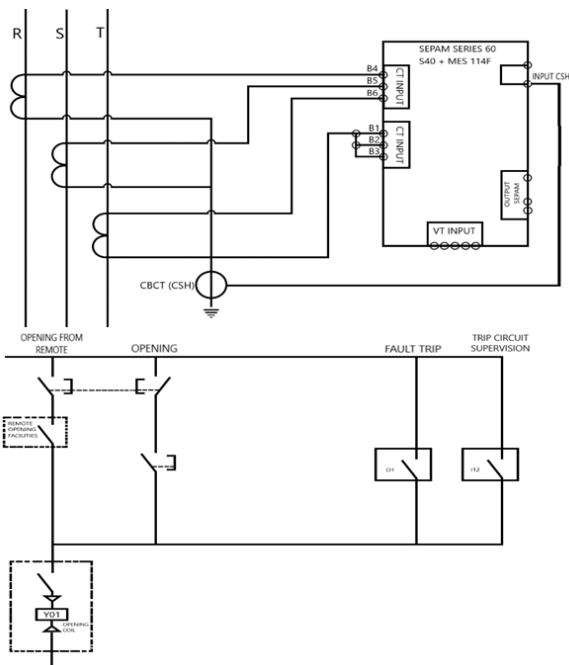 R S T
SEPAM SERIES 60
S40 + MES 114F
B4
B5
B6
CT INPUT
INPUT CSH
B1
B2
B3
CT INPUT
OUTPUT
SEPAM
VT INPUT
CBCT (CSH)
OPENING FROM
REMOTE
OPENING
FAULT TRIP
TRIP CIRCUIT
SUPERVISION
REMOTE
OPENING
FACILITIES
O1
IT2
Y01
OPENING
COIL